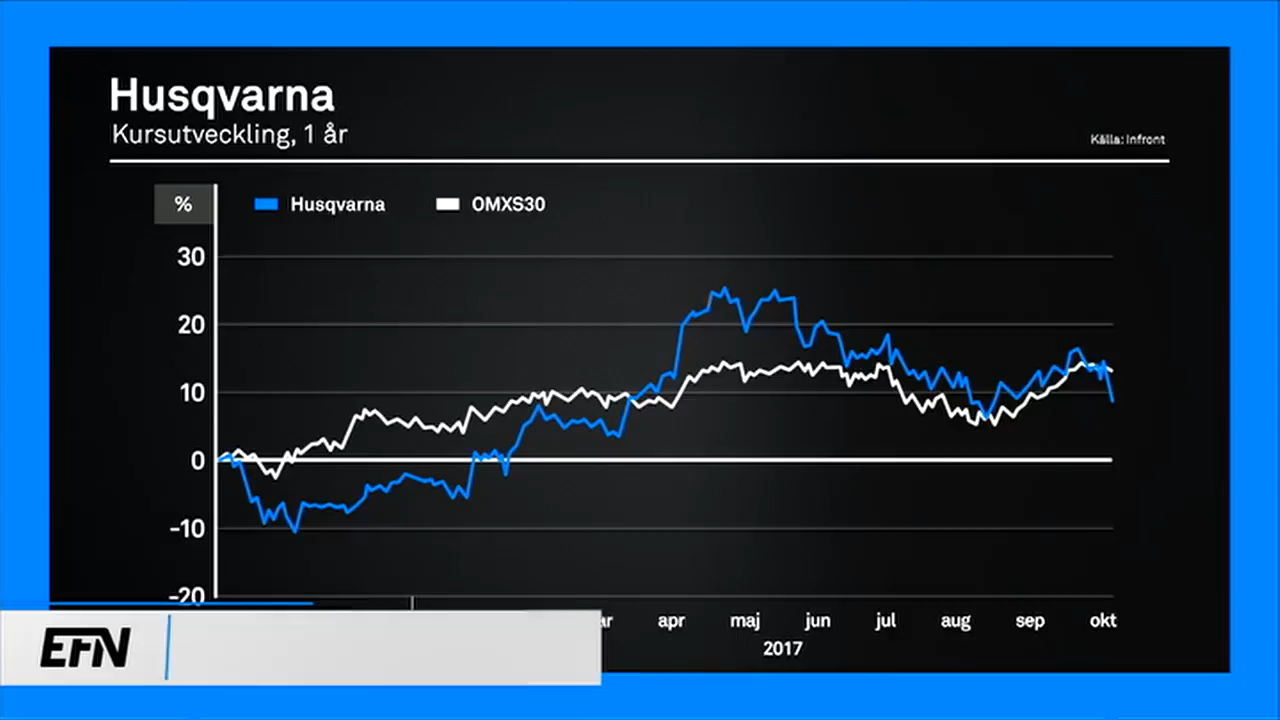 Husqvarna
Kursutveckling, 1 år
Källa: Infront
%
Husqvarna
OMXS30
30
20
10
0
-10
-20
apr maj jun jul aug sep okt
2017
EFN